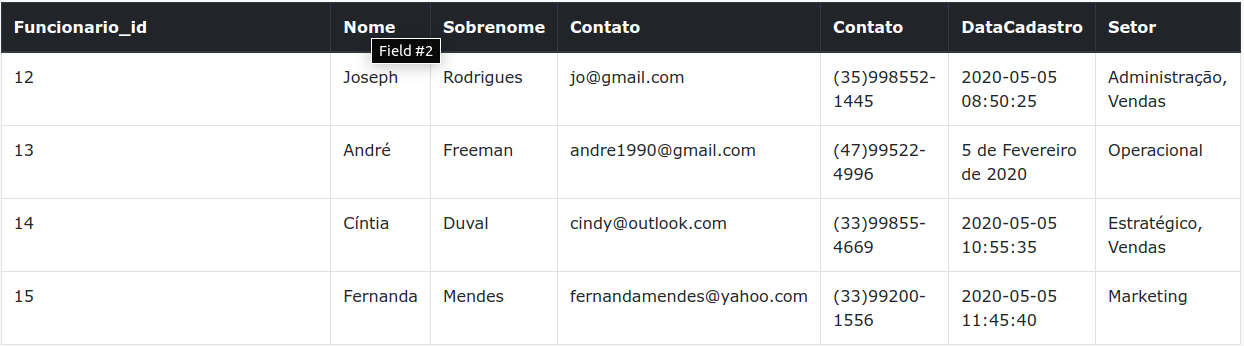 Funcionario_id Nome Sobrenome Contato Contato DataCadastro Setor
Field #2
12 Joseph Rodrigues jo@gmail.com (35)998552- 2020-05-05 Administração,
1445 08:50:25 Vendas
13 André Freeman andre1990@gmail.com (47)99522- 5 de Fevereiro Operacional
4996 de 2020
14 Cíntia Duval cindy@outlook.com (33)99855- 2020-05-05 Estratégico,
4669 10:55:35 Vendas
15 Fernanda Mendes fernandamendes@yahoo.com (33)99200- 2020-05-05 Marketing
1556 11:45:40